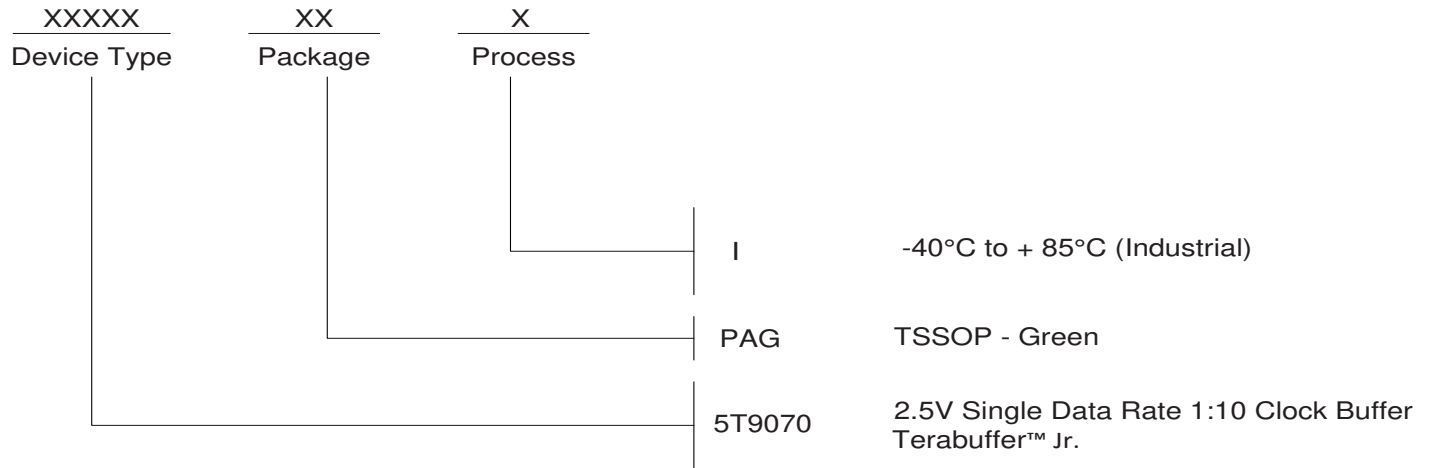 XXXXX XX X
Device Type Package Process
I -40°C to + 85°C (Industrial)
PAG TSSOP - Green
5T9070 2.5V Single Data Rate 1:10 Clock Buffer
Terabuffer™ Jr.